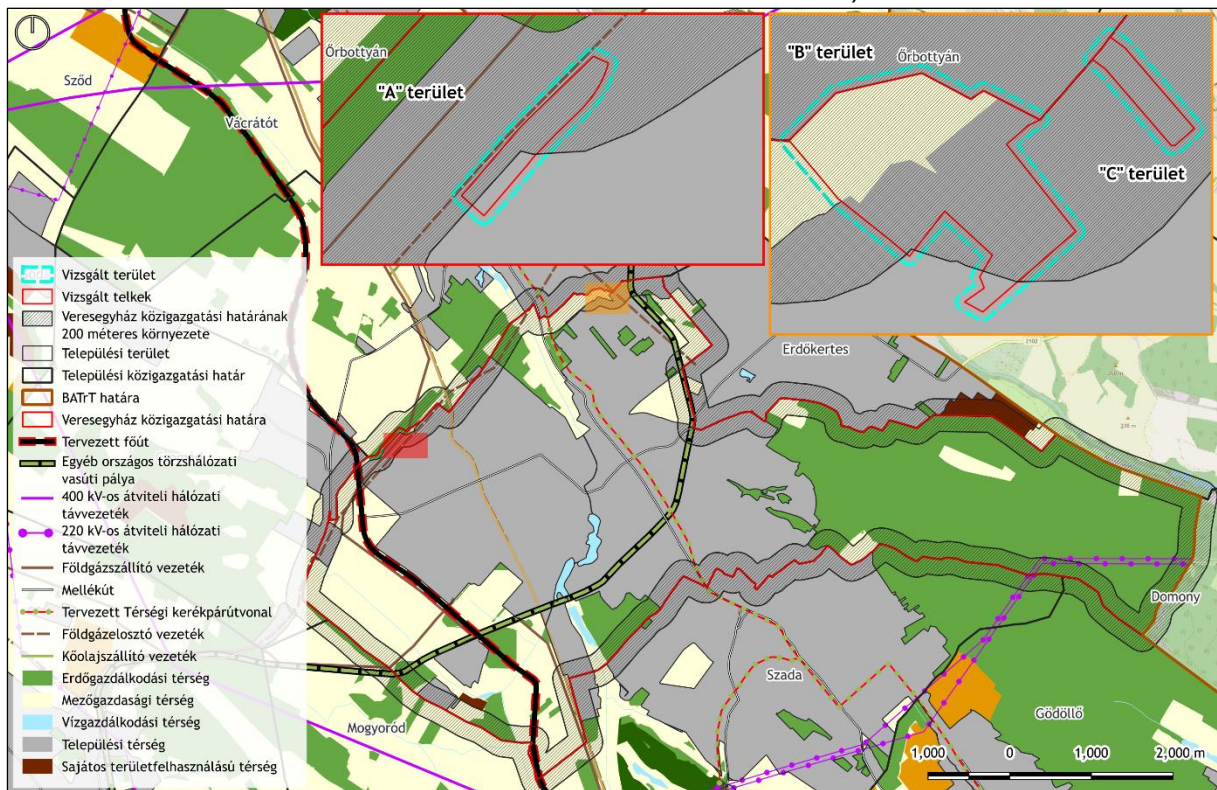 Sződ
Vácrátót
Őrbottyán
"A" terület
"B" terület
Őrbottyán
"C" terület
Vizsgált terület
Vizsgált telkek
Veresegyház közigazgatási határának
200 méteres környezete
Települési terület
Települési közigazgatási határ
BATrT határa
Veresegyház közigazgatási határa
Tervezett főút
Egyéb országos törzshálózati
vasúti pálya
400 kV-os átviteli hálózati
távvezeték
220 kV-os átviteli hálózati
távvezeték
Földgázszállító vezeték
Mellékút
Tervezett Térségi kerékpárútvonal
Földgázelosztó vezeték
Kőolajszállító vezeték
Erdőgazdálkodási térség
Mezőgazdasági térség
Vízgazdálkodási térség
Települési térség
Sajátos területfelhasználású térség
Erdőkertes
2102
Domony
Szada
Gödöllő
Mogyoród
1,000 0 1,000 2,000 m